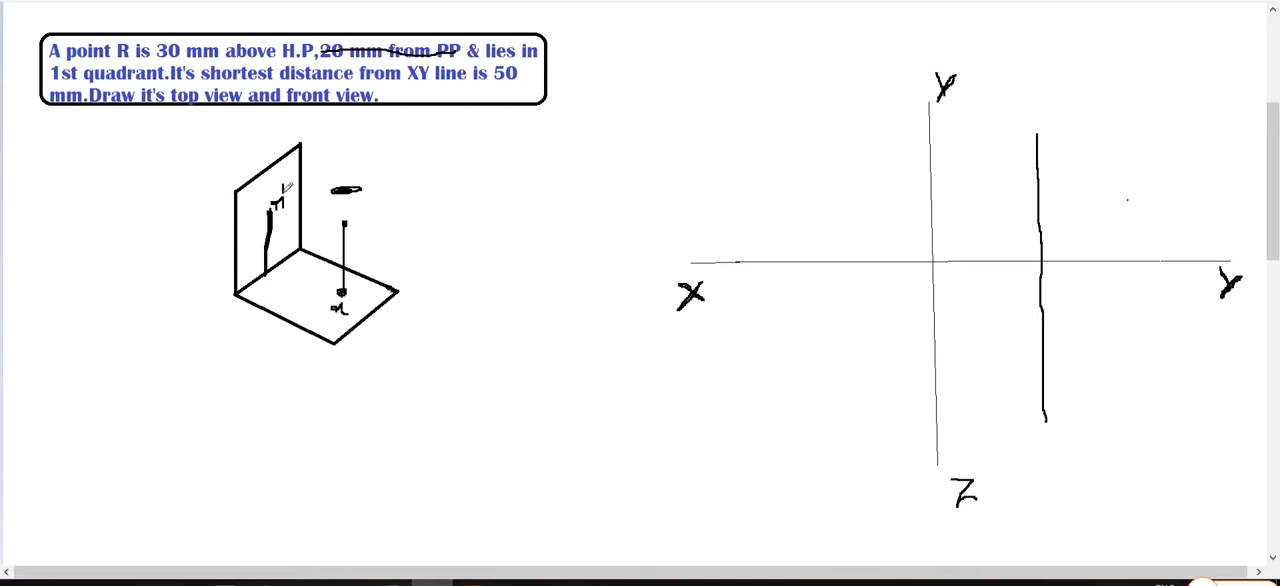 A point R is 30 mm above H.P,20 mm from PP & lies in
1st quadrant.It's shortest distance from XY line is 50
mm.Draw it's top view and front view.
Y
r'
r
X
Y
Z